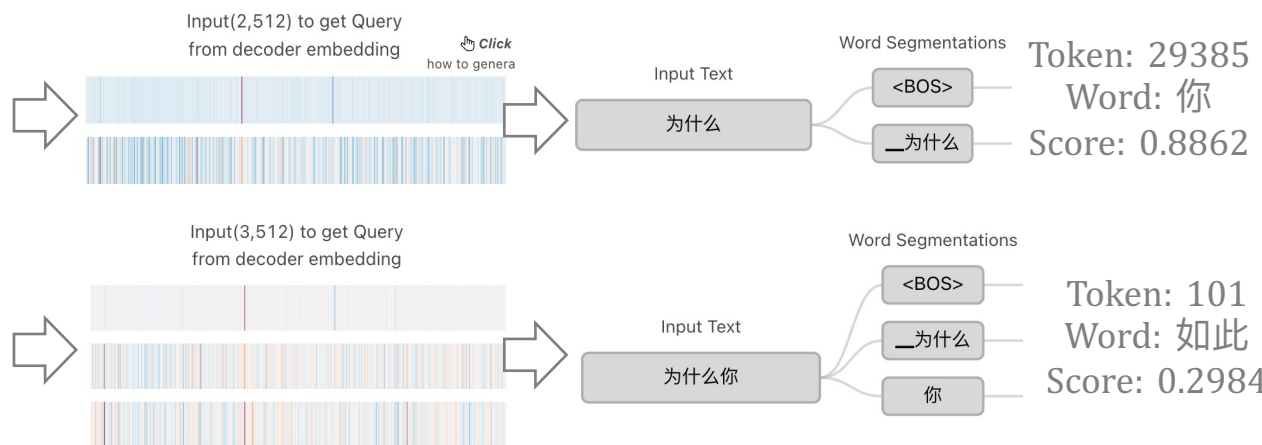 Input(2,512) to get Query
from decoder embedding
Click
how to genera
Input Text
为什么
Word Segmentations
<BOS>
▁为什么
Token: 29385
Word: 你
Score: 0.8862
Input(3,512) to get Query
from decoder embedding
Input Text
为什么你
Word Segmentations
<BOS>
▁为什么
你
Token: 101
Word: 如此
Score: 0.2984